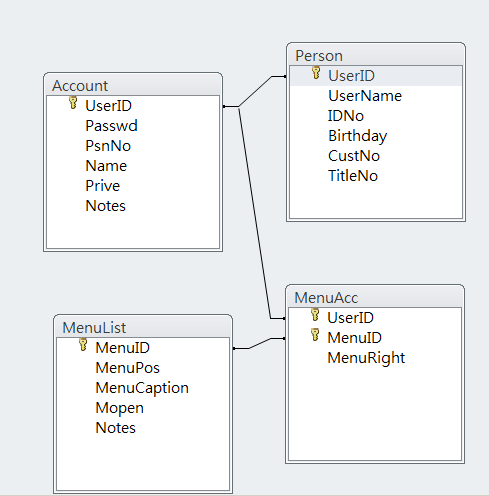 Account
UserID
Passwd
PsnNo
Name
Prive
Notes
Person
UserID
UserName
IDNo
Birthday
CustNo
TitleNo
MenuList
MenuID
MenuPos
MenuCaption
Mopen
Notes
MenuAcc
UserID
MenuID
MenuRight